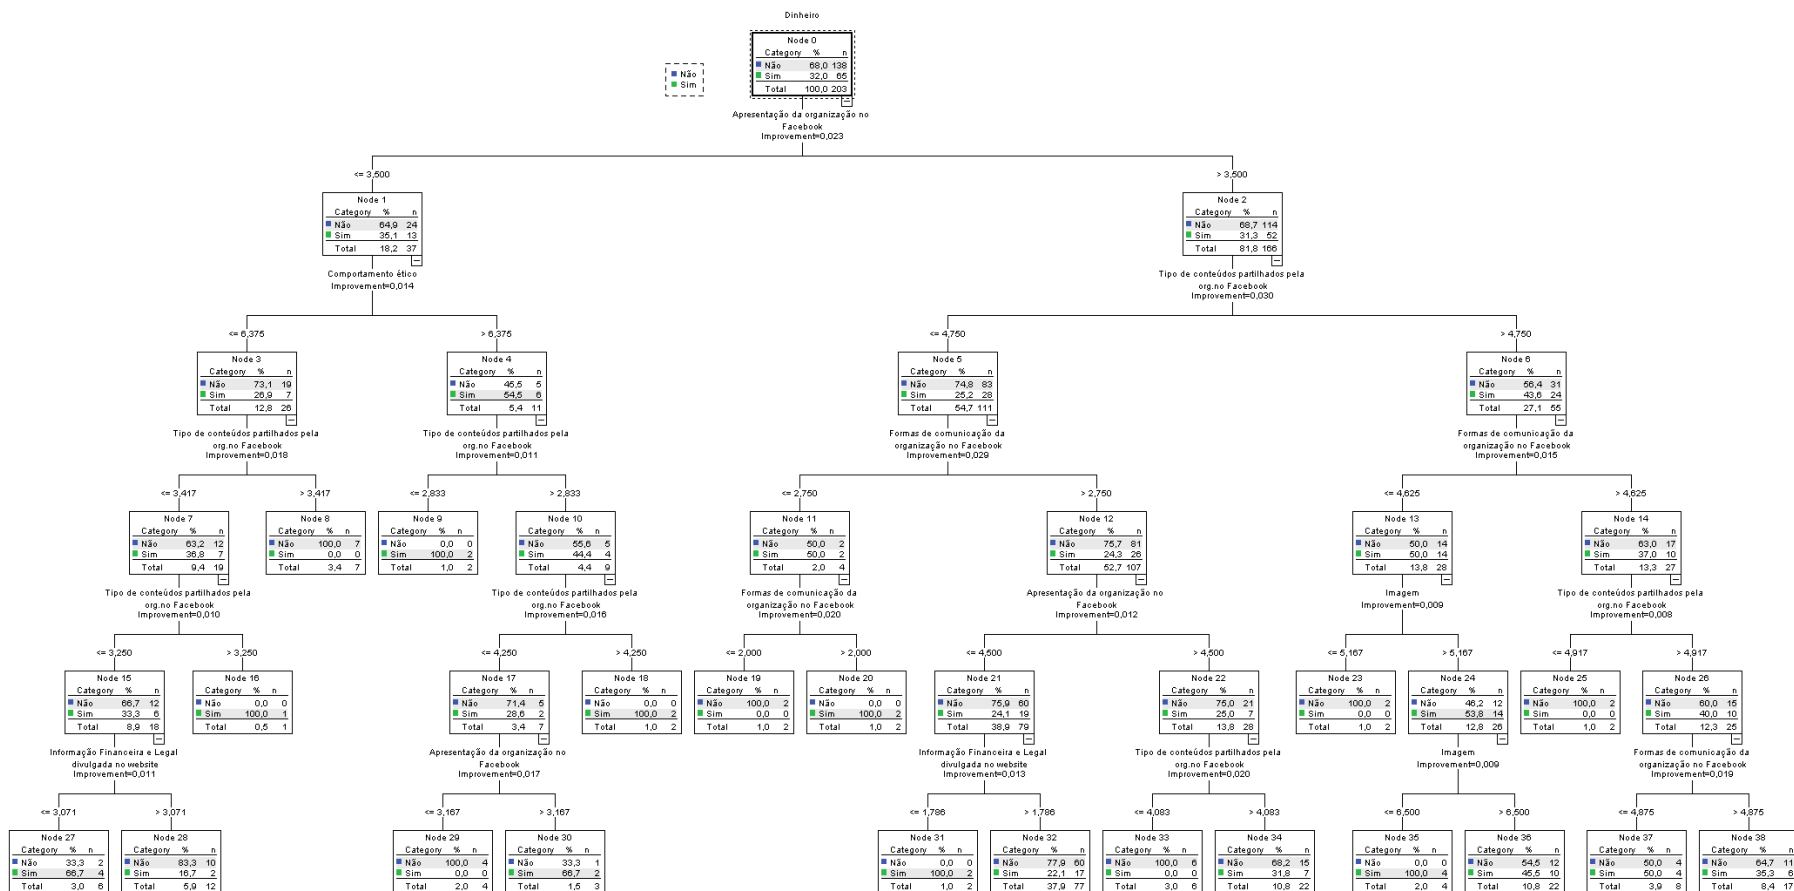 Dinheiro
Node 0
Category % n
Não 68,0 138
Sim 32,0 65
Total 100,0 203
Não
Sim
Apresentação da organização no
Facebook
Improvement=0,023
<= 3,500
> 3,500
Node 1
Category % n
Não 64,9 24
Sim 35,1 13
Total 18,2 37
Node 2
Category % n
Não 68,7 114
Sim 31,3 52
Total 81,8 166
Comportamento ético
Improvement=0,014
Tipo de conteúdos partilhados pela
org.no Facebook
Improvement=0,030
<= 6,375
> 6,375
<= 4,750
> 4,750
Node 3
Category % n
Não 73,1 19
Sim 26,9 7
Total 12,8 26
Node 4
Category % n
Não 45,5 5
Sim 54,5 6
Total 5,4 11
Node 5
Category % n
Não 74,8 83
Sim 25,2 28
Total 54,7 111
Node 6
Category % n
Não 56,4 31
Sim 43,6 24
Total 27,1 55
Tipo de conteúdos partilhados pela
org.no Facebook
Improvement=0,018
Tipo de conteúdos partilhados pela
org.no Facebook
Improvement=0,011
Formas de comunicação da
organização no Facebook
Improvement=0,029
Formas de comunicação da
organização no Facebook
Improvement=0,015
<= 3,417
> 3,417
<= 2,833
> 2,833
<= 2,750
> 2,750
<= 4,625
> 4,625
Node 7
Category % n
Não 63,2 12
Sim 36,8 7
Total 9,4 19
Node 8
Category % n
Não 100,0 7
Sim 0,0 0
Total 3,4 7
Node 9
Category % n
Não 0,0 0
Sim 100,0 2
Total 1,0 2
Node 10
Category % n
Não 55,6 5
Sim 44,4 4
Total 4,4 9
Node 11
Category % n
Não 50,0 2
Sim 50,0 2
Total 2,0 4
Node 12
Category % n
Não 75,7 81
Sim 24,3 26
Total 52,7 107
Node 13
Category % n
Não 50,0 14
Sim 50,0 14
Total 13,8 28
Node 14
Category % n
Não 63,0 17
Sim 37,0 10
Total 13,3 27
Tipo de conteúdos partilhados pela
org.no Facebook
Improvement=0,010
Tipo de conteúdos partilhados pela
org.no Facebook
Improvement=0,016
Formas de comunicação da
organização no Facebook
Improvement=0,020
Apresentação da organização no
Facebook
Improvement=0,012
Imagem
Improvement=0,009
Tipo de conteúdos partilhados pela
org.no Facebook
Improvement=0,008
<= 3,250
> 3,250
<= 4,250
> 4,250
<= 2,000
> 2,000
<= 4,500
> 4,500
<= 5,167
> 5,167
<= 4,917
> 4,917
Node 15
Category % n
Não 66,7 12
Sim 33,3 6
Total 8,9 18
Node 16
Category % n
Não 0,0 0
Sim 100,0 1
Total 0,5 1
Node 17
Category % n
Não 71,4 5
Sim 28,6 2
Total 3,4 7
Node 18
Category % n
Não 0,0 0
Sim 100,0 2
Total 1,0 2
Node 19
Category % n
Não 100,0 2
Sim 0,0 0
Total 1,0 2
Node 20
Category % n
Não 0,0 0
Sim 100,0 2
Total 1,0 2
Node 21
Category % n
Não 75,9 60
Sim 24,1 19
Total 38,9 79
Node 22
Category % n
Não 75,0 21
Sim 25,0 7
Total 13,8 28
Node 23
Category % n
Não 100,0 2
Sim 0,0 0
Total 1,0 2
Node 24
Category % n
Não 46,2 12
Sim 53,8 14
Total 12,8 26
Node 25
Category % n
Não 100,0 2
Sim 0,0 0
Total 1,0 2
Node 26
Category % n
Não 60,0 15
Sim 40,0 10
Total 12,3 25
Informação Financeira e Legal
divulgada no website
Improvement=0,011
Apresentação da organização no
Facebook
Improvement=0,017
Informação Financeira e Legal
divulgada no website
Improvement=0,013
Tipo de conteúdos partilhados pela
org.no Facebook
Improvement=0,020
Imagem
Improvement=0,009
Formas de comunicação da
organização no Facebook
Improvement=0,019
<= 3,071
> 3,071
<= 3,167
> 3,167
<= 1,786
> 1,786
<= 4,083
> 4,083
<= 6,500
> 6,500
<= 4,875
> 4,875
Node 27
Category % n
Não 33,3 2
Sim 66,7 4
Total 3,0 6
Node 28
Category % n
Não 83,3 10
Sim 16,7 2
Total 5,9 12
Node 29
Category % n
Não 100,0 4
Sim 0,0 0
Total 2,0 4
Node 30
Category % n
Não 33,3 1
Sim 66,7 2
Total 1,5 3
Node 31
Category % n
Não 0,0 0
Sim 100,0 2
Total 1,0 2
Node 32
Category % n
Não 77,9 60
Sim 22,1 17
Total 37,9 77
Node 33
Category % n
Não 100,0 6
Sim 0,0 0
Total 3,0 6
Node 34
Category % n
Não 68,2 15
Sim 31,8 7
Total 10,8 22
Node 35
Category % n
Não 0,0 0
Sim 100,0 4
Total 2,0 4
Node 36
Category % n
Não 54,5 12
Sim 45,5 10
Total 10,8 22
Node 37
Category % n
Não 50,0 4
Sim 50,0 4
Total 3,9 8
Node 38
Category % n
Não 64,7 11
Sim 35,3 6
Total 8,4 17